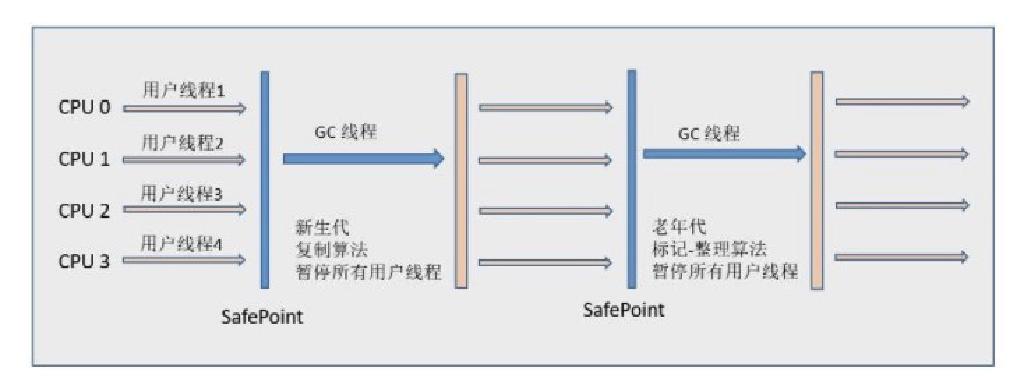 CPU 0
用户线程1
CPU 1
用户线程2
CPU 2
用户线程3
CPU 3
用户线程4
SafePoint
GC 线程
新生代
复制算法
暂停所有用户线程
SafePoint
GC 线程
老年代
标记-整理算法
暂停所有用户线程